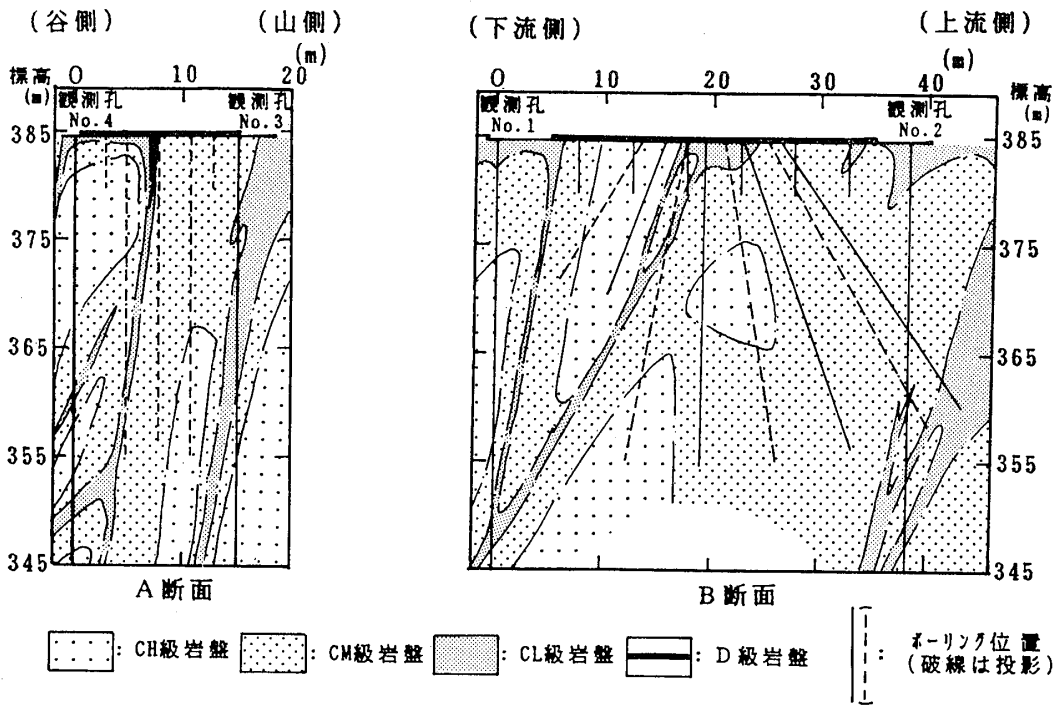 (谷側) (山側)
(m)
標高
(m)
0 10 20
観測孔 No.4
観測孔 No.3
385
375
365
355
345
A断面
(下流側) (上流側)
(m)
0 10 20 30 40
標高
(m)
観測孔 No.1
観測孔 No.2
385
375
365
355
345
B断面
: CH級岩盤 : CM級岩盤 : CL級岩盤 : D級岩盤 : ボーリング位置
(破線は投影)